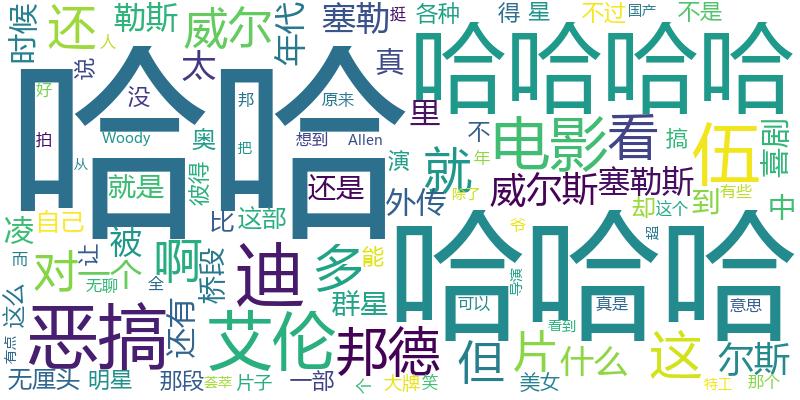 时候
还
勒斯
威尔
年代
塞勒
挺
各种
得
星
不过
国产
不是
人
说
太
真
哈哈
哈哈哈哈
好
没
邦
原来
里
拍
Woody
奥
把
想到
Allen
不
电影
看
搞
伍
喜剧
从
就是
彼得
还是
演
就
年
威尔斯
塞勒斯
外传
除了
却
这个
到
有些
中
自己
比
这部
凌
被
爷
超
而
让
啊
桥段
迪
多
能
哈哈哈
对
一个
无聊
全
导演
这么
还有
群星
可以
真是
意思
恶搞
艾伦
邦德
看到
有点
但
片
什么
这
尔斯
无厘头
明星
那段
荟萃
片子
一部
个
大牌
笑
美女
特工
那个